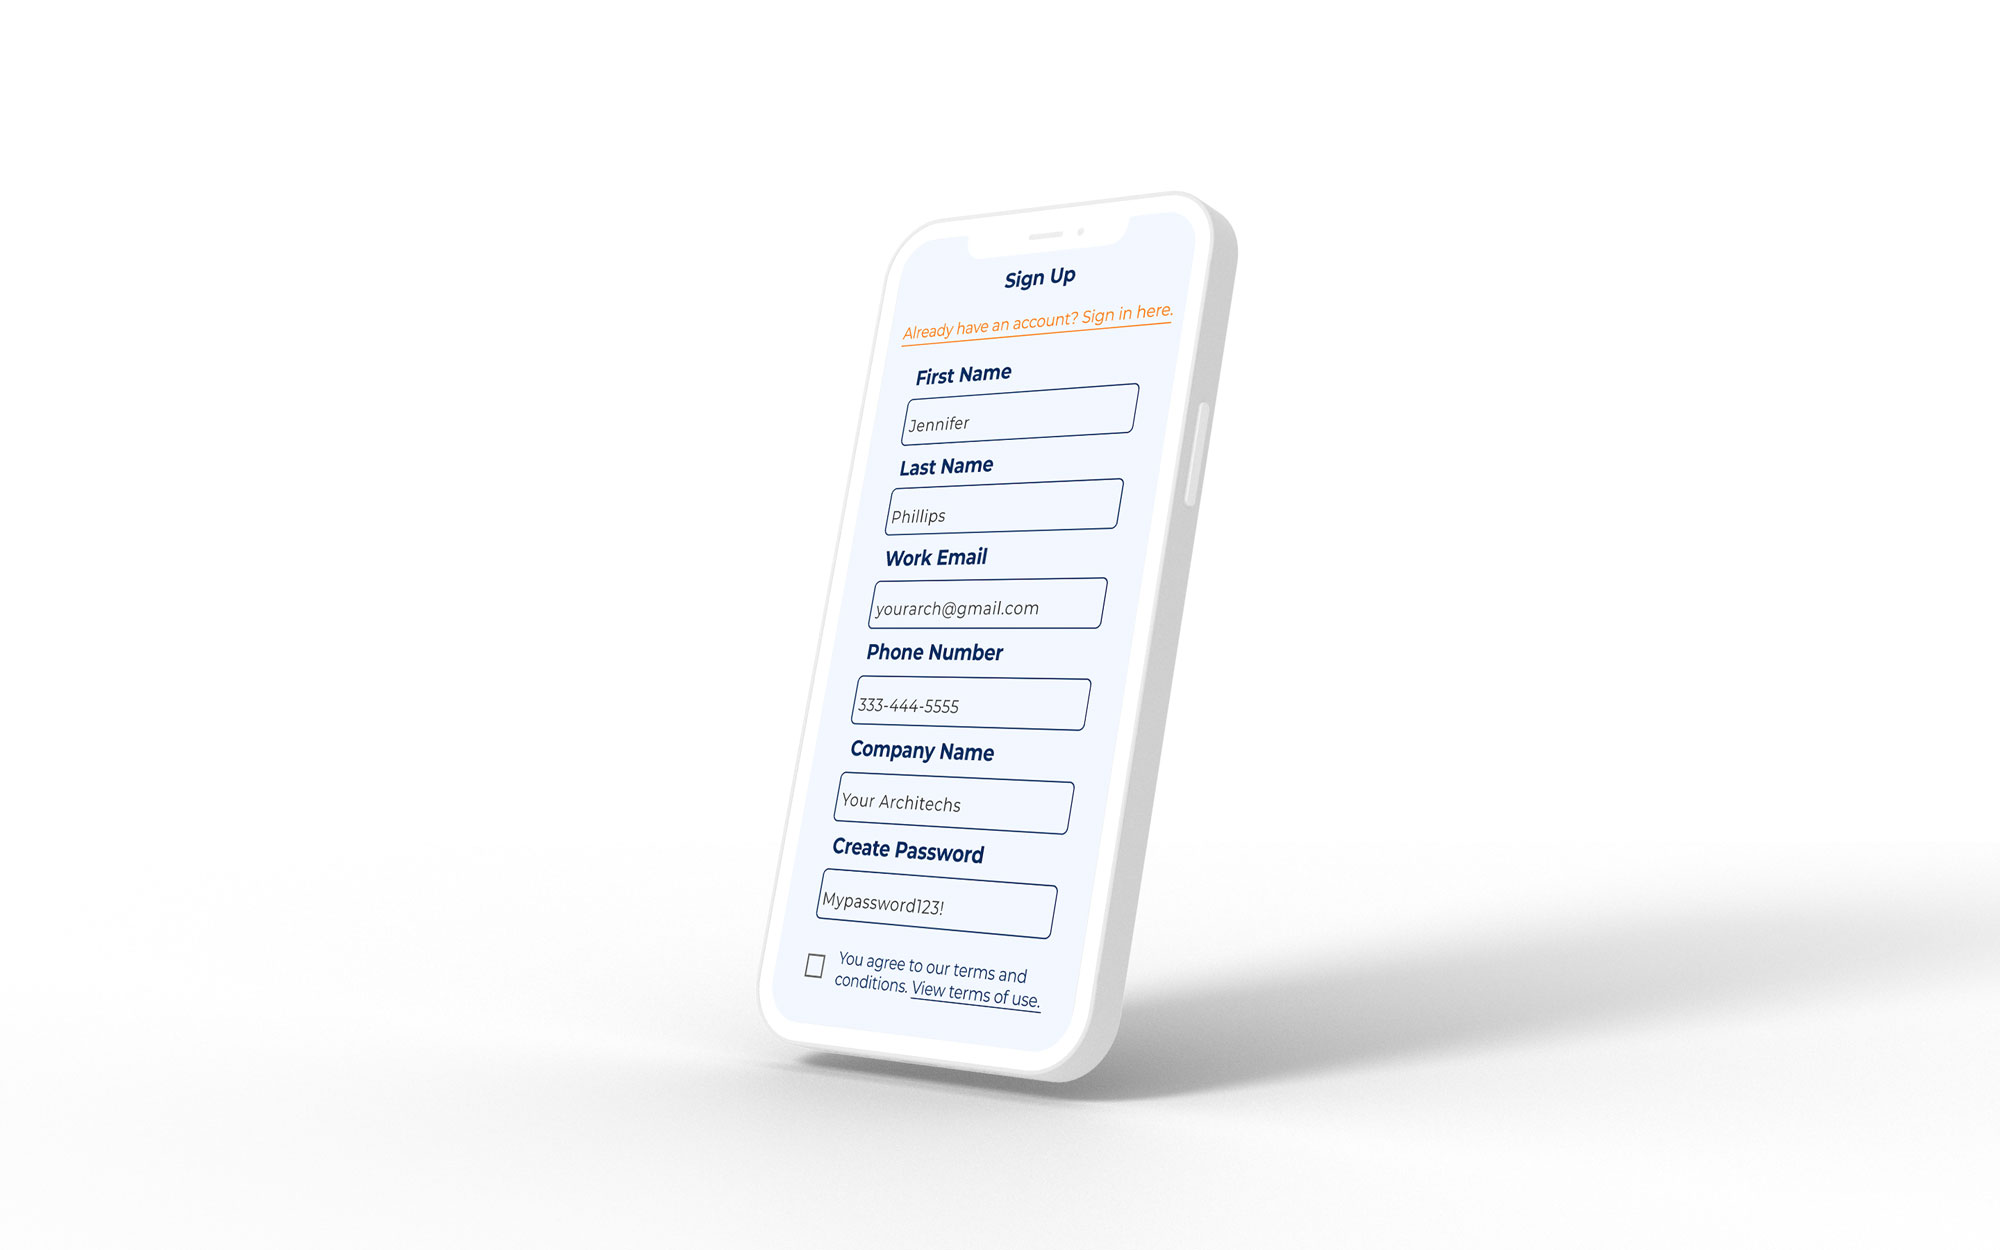 Sign Up
Already have an account? Sign in here.
First Name
Jennifer
Last Name
Phillips
Work Email
yourarch@gmail.com
Phone Number
333-444-5555
Company Name
Your Architechs
Create Password
Mypassword123!
You agree to our terms and
conditions. View terms of use.